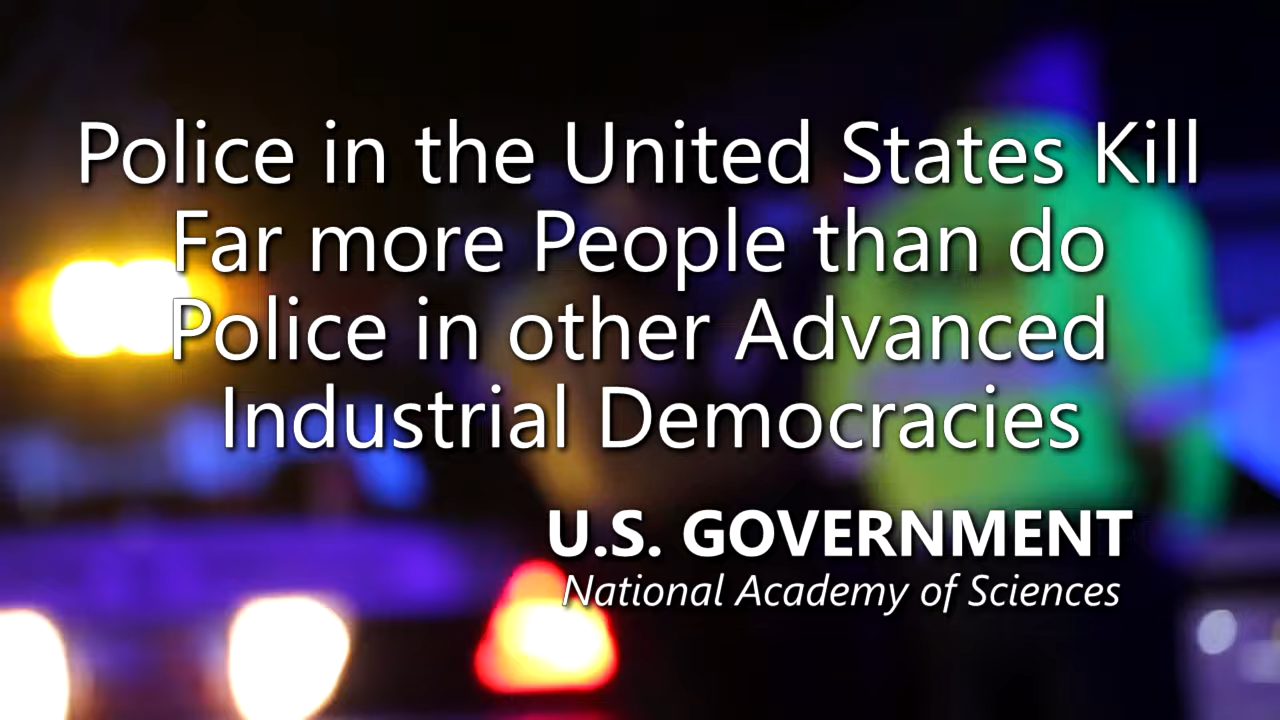 Police in the United States Kill
Far more People than do
Police in other Advanced
Industrial Democracies
U.S. GOVERNMENT
National Academy of Sciences